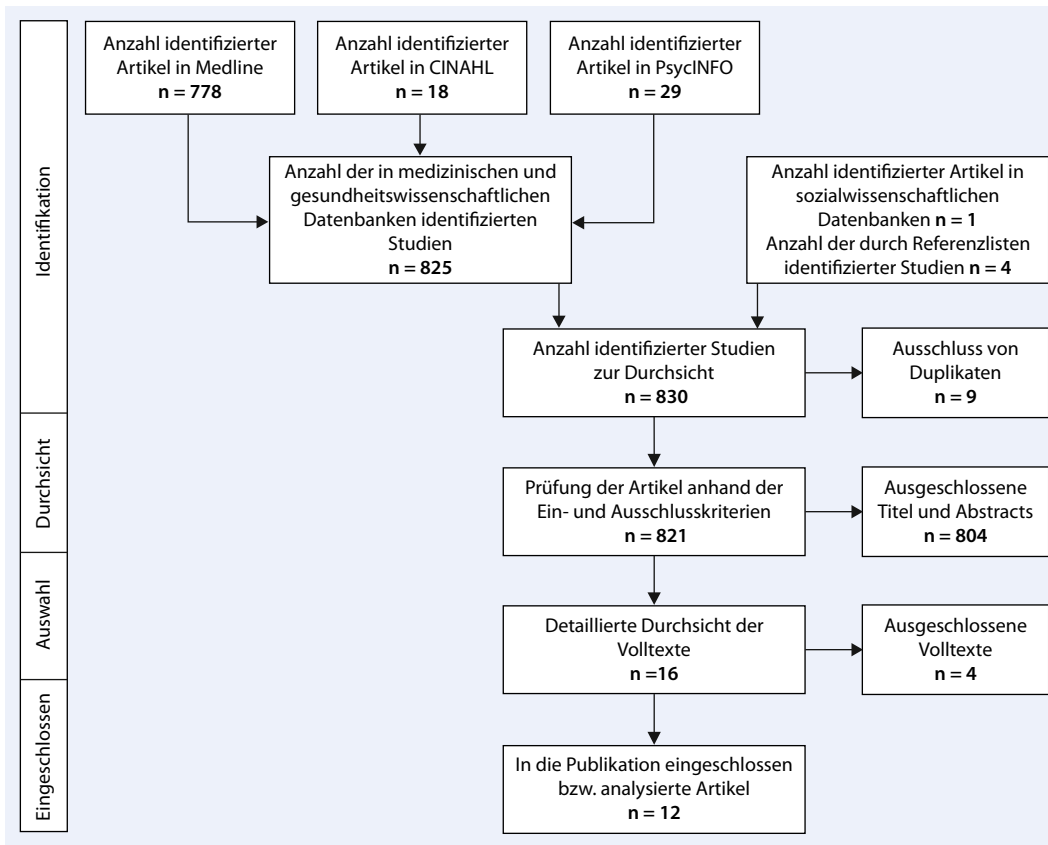 Anzahl identifizierter
Artikel in Medline
n = 778
Anzahl identifizierter
Artikel in CINAHL
n = 18
Anzahl identifizierter
Artikel in PsycINFO
n = 29
Identifikation
Anzahl der in medizinischen und
gesundheitswissenschaftlichen
Datenbanken identifizierten
Studien
n = 825
Anzahl identifizierter Artikel in
sozialwissenschaftlichen
Datenbanken n = 1
Anzahl der durch Referenzlisten
identifizierter Studien n = 4
Anzahl identifizierter Studien
zur Durchsicht
n = 830
Ausschluss von
Duplikaten
n = 9
Durchsicht
Prüfung der Artikel anhand der
Ein- und Ausschlusskriterien
n = 821
Ausgeschlossene
Titel und Abstracts
n = 804
Auswahl
Detaillierte Durchsicht der
Volltexte
n =16
Ausgeschlossene
Volltexte
n = 4
Eingeschlossen
In die Publikation eingeschlossen
bzw. analysierte Artikel
n = 12